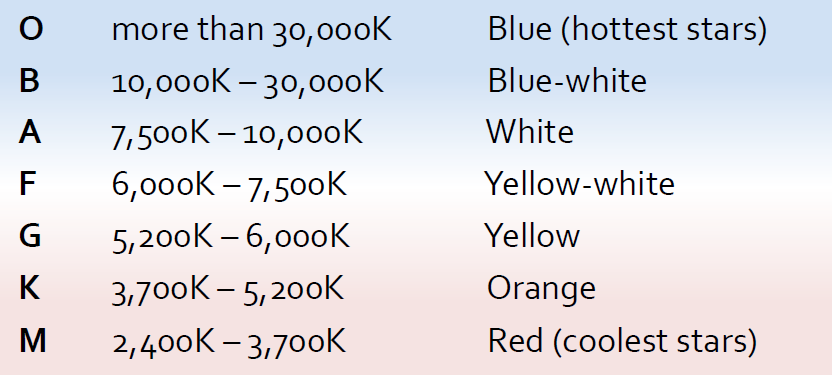 O more than 30,000K Blue (hottest stars)
B 10,000K – 30,000K Blue-white
A 7,500K – 10,000K White
F 6,000K – 7,500K Yellow-white
G 5,200K – 6,000K Yellow
K 3,700K – 5,200K Orange
M 2,400K – 3,700K Red (coolest stars)